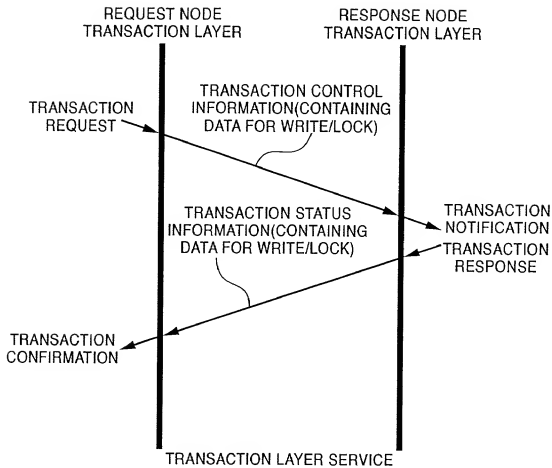 REQUEST NODE
TRANSACTION LAYER
RESPONSE NODE
TRANSACTION LAYER
TRANSACTION
REQUEST
TRANSACTION CONTROL
INFORMATION(CONTAINING
DATA FOR WRITE/LOCK)
TRANSACTION STATUS
INFORMATION(CONTAINING
DATA FOR WRITE/LOCK)
TRANSACTION
NOTIFICATION
TRANSACTION
RESPONSE
TRANSACTION
CONFIRMATION
TRANSACTION LAYER SERVICE